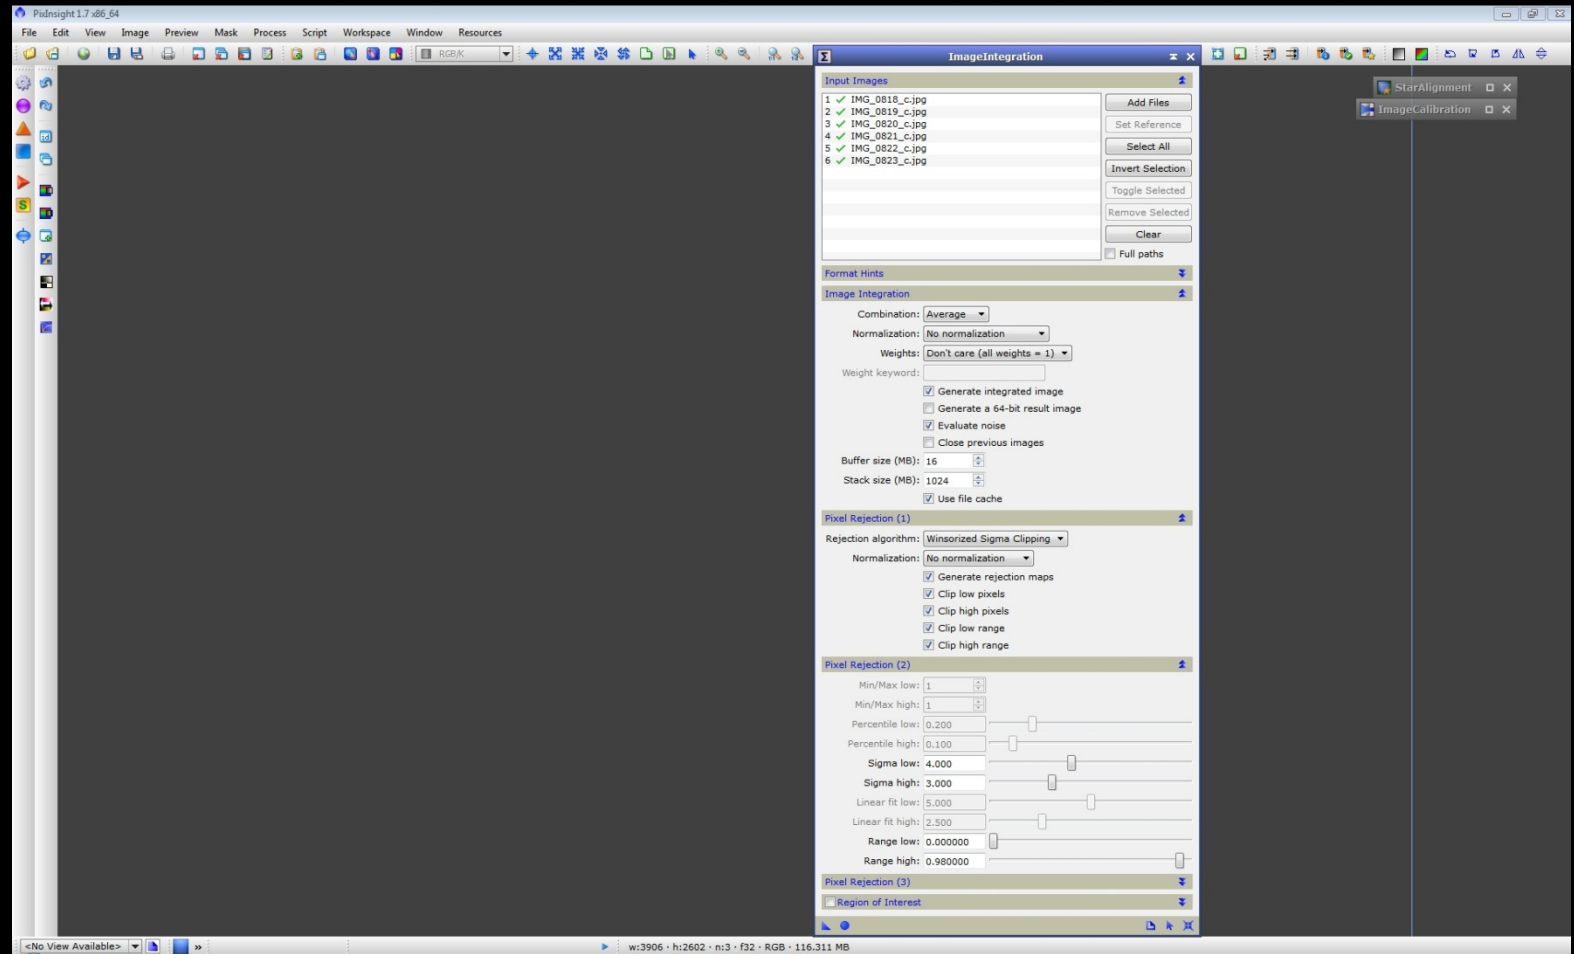 PixInsight 1.7 x86_64
File Edit View Image Preview Mask Process Script Workspace Window Resources
RGB/K
ImageIntegration
StarAlignment
ImageCalibration
Input Images
1 IMG_0818_c.jpg
2 IMG_0819_c.jpg
3 IMG_0820_c.jpg
4 IMG_0821_c.jpg
5 IMG_0822_c.jpg
6 IMG_0823_c.jpg
Add Files
Set Reference
Select All
Invert Selection
Toggle Selected
Remove Selected
Clear
Full paths
Format Hints
Image Integration
Combination: Average
Normalization: No normalization
Weights: Don't care (all weights = 1)
Weight keyword:
Generate integrated image
Generate a 64-bit result image
Evaluate noise
Close previous images
Buffer size (MB): 16
Stack size (MB): 1024
Use file cache
Pixel Rejection (1)
Rejection algorithm: Winsorized Sigma Clipping
Normalization: No normalization
Generate rejection maps
Clip low pixels
Clip high pixels
Clip low range
Clip high range
Pixel Rejection (2)
Min/Max low: 1
Min/Max high: 1
Percentile low: 0.200
Percentile high: 0.100
Sigma low: 4.000
Sigma high: 3.000
Linear fit low: 5.000
Linear fit high: 2.500
Range low: 0.000000
Range high: 0.980000
Pixel Rejection (3)
Region of Interest
<No View Available> »
w:3906 · h:2602 · n:3 · f32 · RGB · 116.311 MB